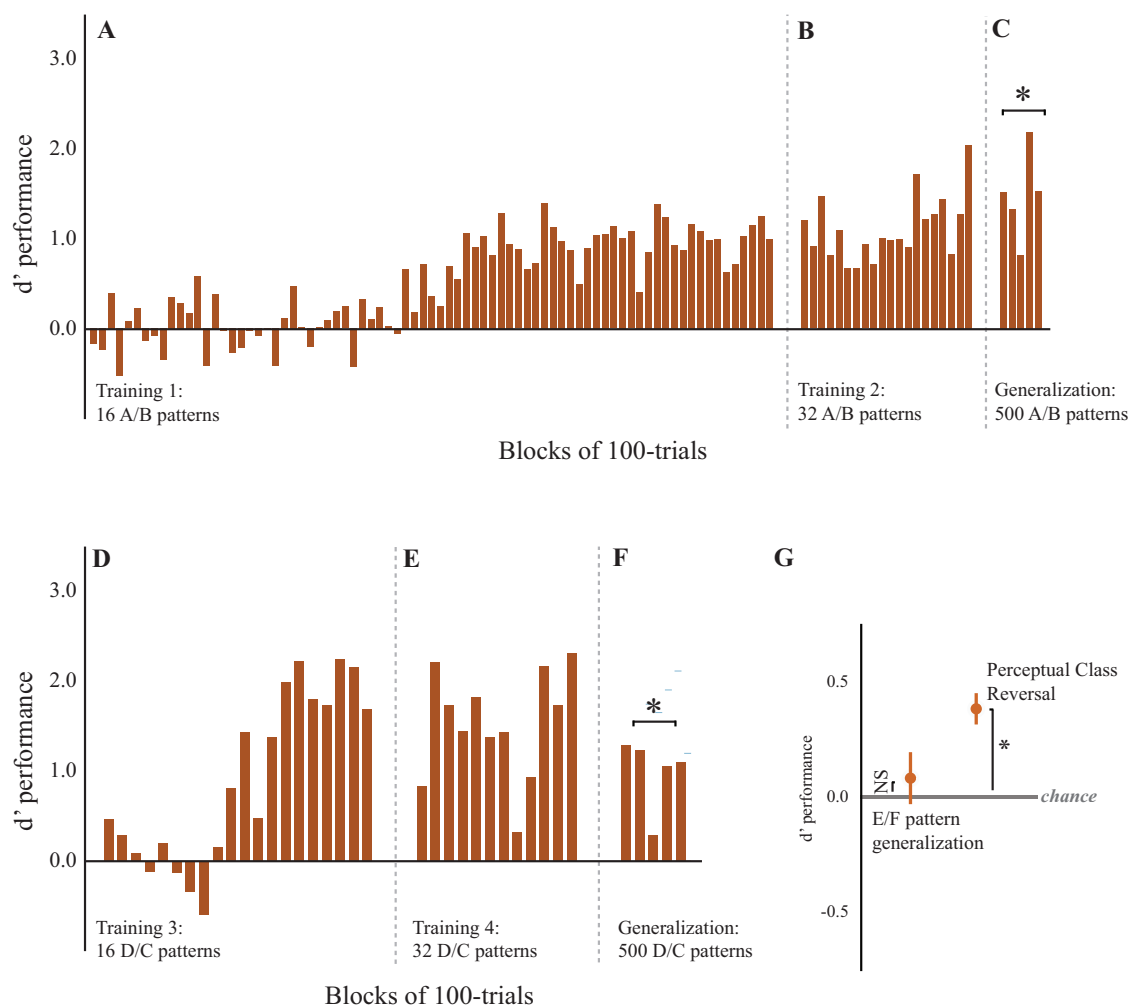 A
B
C
3.0
2.0
1.0
0.0
d’ performance
*
Training 1:
16 A/B patterns
Training 2:
32 A/B patterns
Generalization:
500 A/B patterns
Blocks of 100-trials
D
E
F
G
3.0
2.0
1.0
0.0
d’ performance
*
Training 3:
16 D/C patterns
Training 4:
32 D/C patterns
Generalization:
500 D/C patterns
Blocks of 100-trials
0.5
0.0
-0.5
d’ performance
Perceptual Class
Reversal
*
NS
chance
E/F pattern
generalization